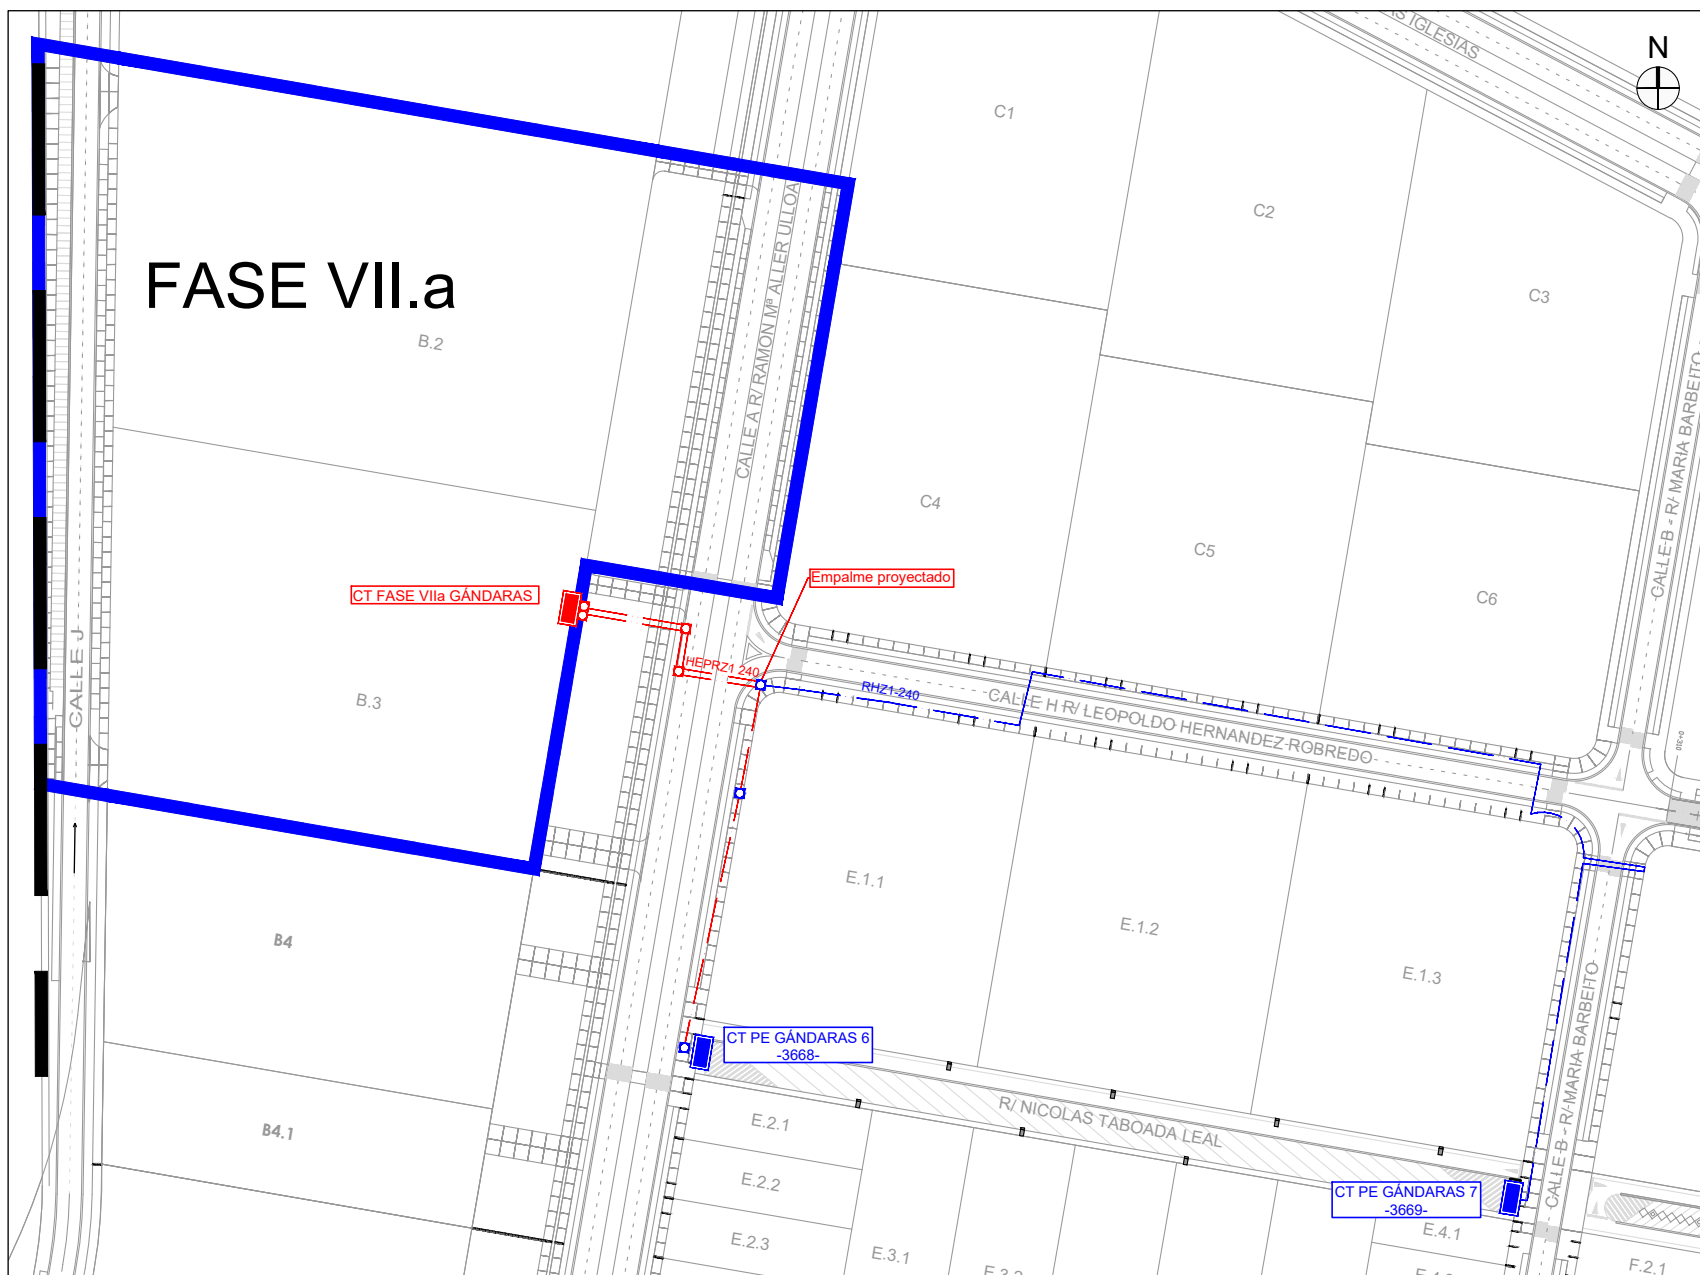 AS IGLESIAS
N
C1
C2
C3
FASE VII.a
B.2
CALLE A R/ RAMON Mª ALLER ULLOA
CALLE B - R/ MARIA BARBEITO
C4
C5
C6
Empalme proyectado
CT FASE VIIa GÁNDARAS
CALLE J
B.3
HEPRZ1 240
RHZ1-240
CALLE H R/ LEOPOLDO HERNANDEZ ROBREDO
0+310
E.1.1
E.1.2
E.1.3
B4
CT PE GÁNDARAS 6
-3668-
CALLE B - R/ MARIA BARBEITO
R/ NICOLAS TABOADA LEAL
B4.1
E.2.1
E.2.2
CT PE GÁNDARAS 7
-3669-
E.2.3
E.3.1
E.4.1
F.2.1